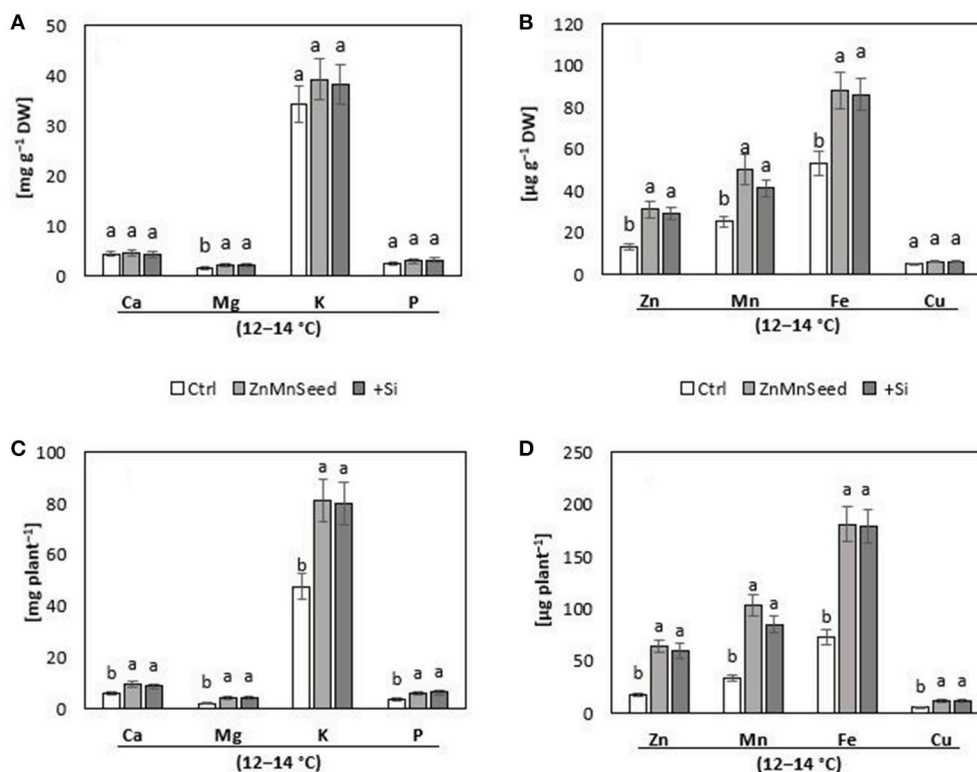 A
[mg g⁻¹ DW]
50
40
30
20
10
0
a a a
b a a
a a a
a a a
Ca Mg K P
(12–14 °C)
B
[µg g⁻¹ DW]
120
100
80
60
40
20
0
b a a
b a a
b a a
a a a
Zn Mn Fe Cu
(12–14 °C)
Ctrl ZnMnSeed +Si
Ctrl ZnMnSeed +Si
C
[mg plant⁻¹]
100
80
60
40
20
0
b a a
b a a
b a a
b a a
Ca Mg K P
(12–14 °C)
D
[µg plant⁻¹]
250
200
150
100
50
0
b a a
b a a
b a a
b a a
Zn Mn Fe Cu
(12–14 °C)